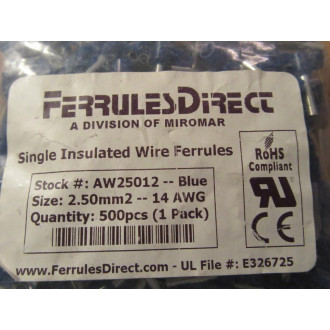 FERRULESDIRECT
A DIVISION OF MIROMAR
Single Insulated Wire Ferrules
RoHS
Compliant
Stock #: AW25012 -- Blue
Size: 2.50mm2 -- 14 AWG
Quantity: 500pcs (1 Pack)
www.FerrulesDirect.com -- UL File #: E326725